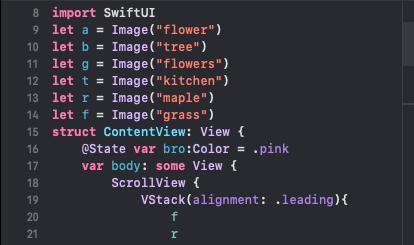 8 import SwiftUI
9 let a = Image("flower")
10 let b = Image("tree")
11 let g = Image("flowers")
12 let t = Image("kitchen")
13 let r = Image("maple")
14 let f = Image("grass")
15 struct ContentView: View {
16     @State var bro:Color = .pink
17     var body: some View {
18         ScrollView {
19             VStack(alignment: .leading){
20                 f
21                 r